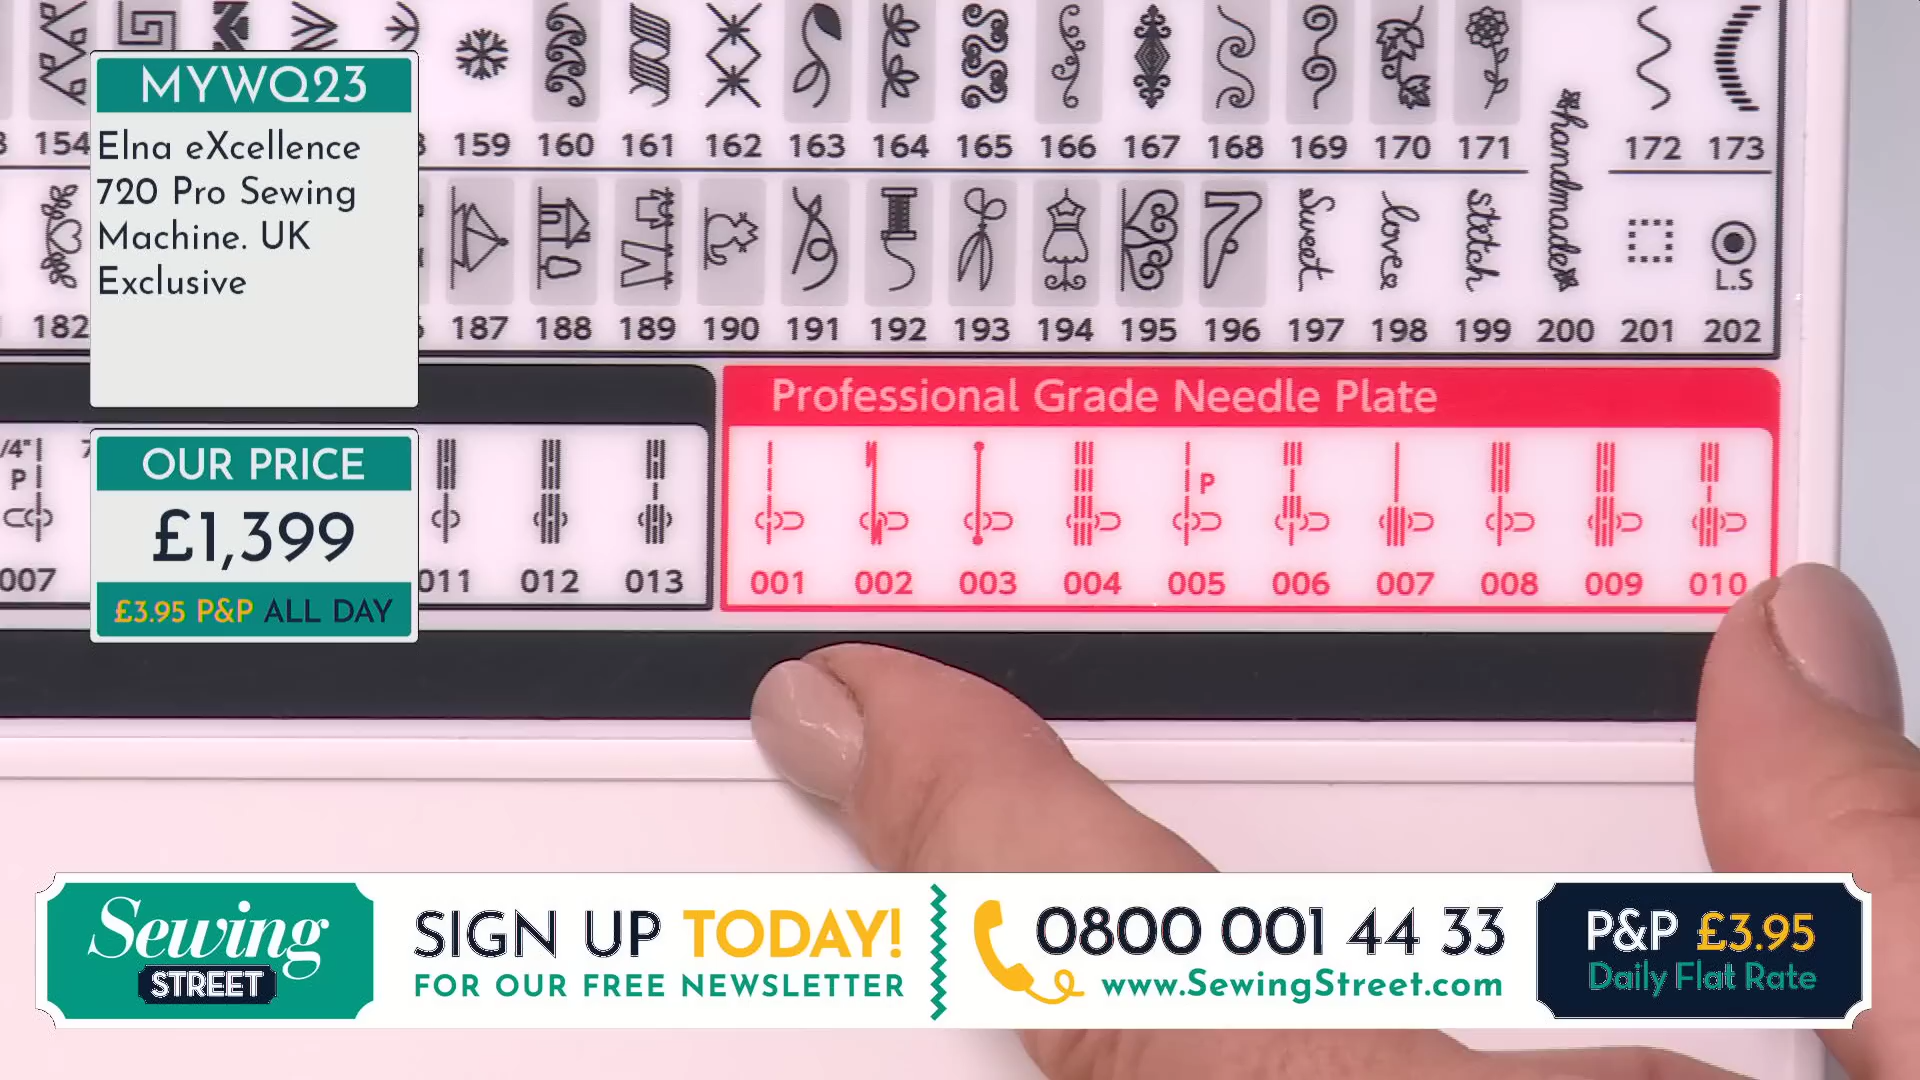 MYWQ23
Elna eXcellence
720 Pro Sewing
Machine. UK
Exclusive
OUR PRICE
£1,399
£3.95 P&P ALL DAY
154 159 160 161 162 163 164 165 166 167 168 169 170 171 172 173
Sweet love stitch handmade L.S
182 187 188 189 190 191 192 193 194 195 196 197 198 199 200 201 202
Professional Grade Needle Plate
/4" P P
007 011 012 013 001 002 003 004 005 006 007 008 009 010
Sewing
STREET
SIGN UP TODAY!
FOR OUR FREE NEWSLETTER
0800 001 44 33
www.SewingStreet.com
P&P £3.95
Daily Flat Rate